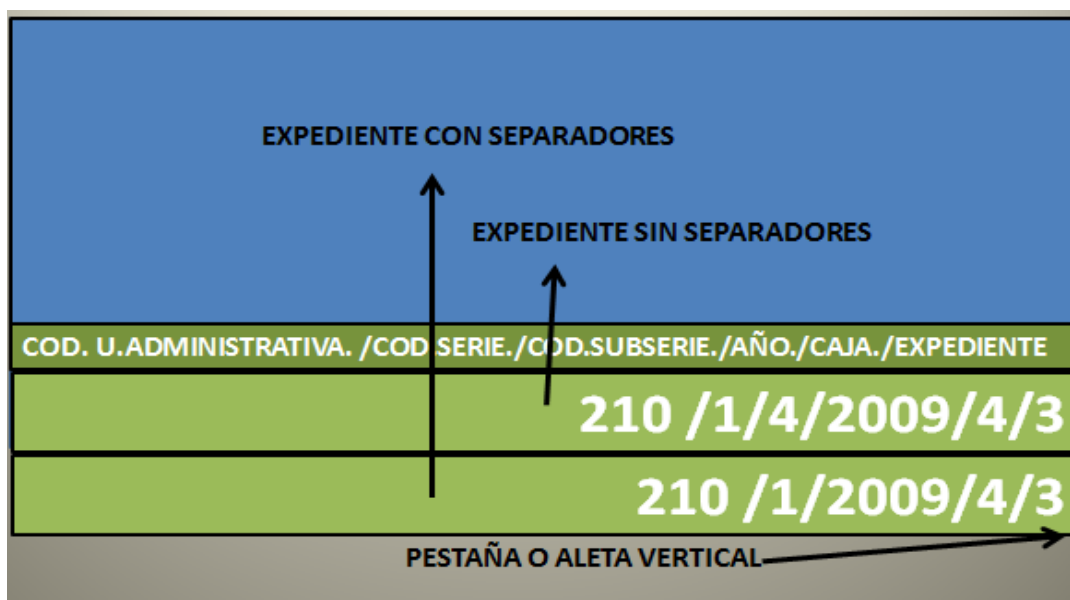 EXPEDIENTE CON SEPARADORES
EXPEDIENTE SIN SEPARADORES
COD. U.ADMINISTRATIVA. /COD.SERIE./COD.SUBSERIE./AÑO./CAJA./EXPEDIENTE
210 /1/4/2009/4/3
210 /1/2009/4/3
PESTAÑA O ALETA VERTICAL